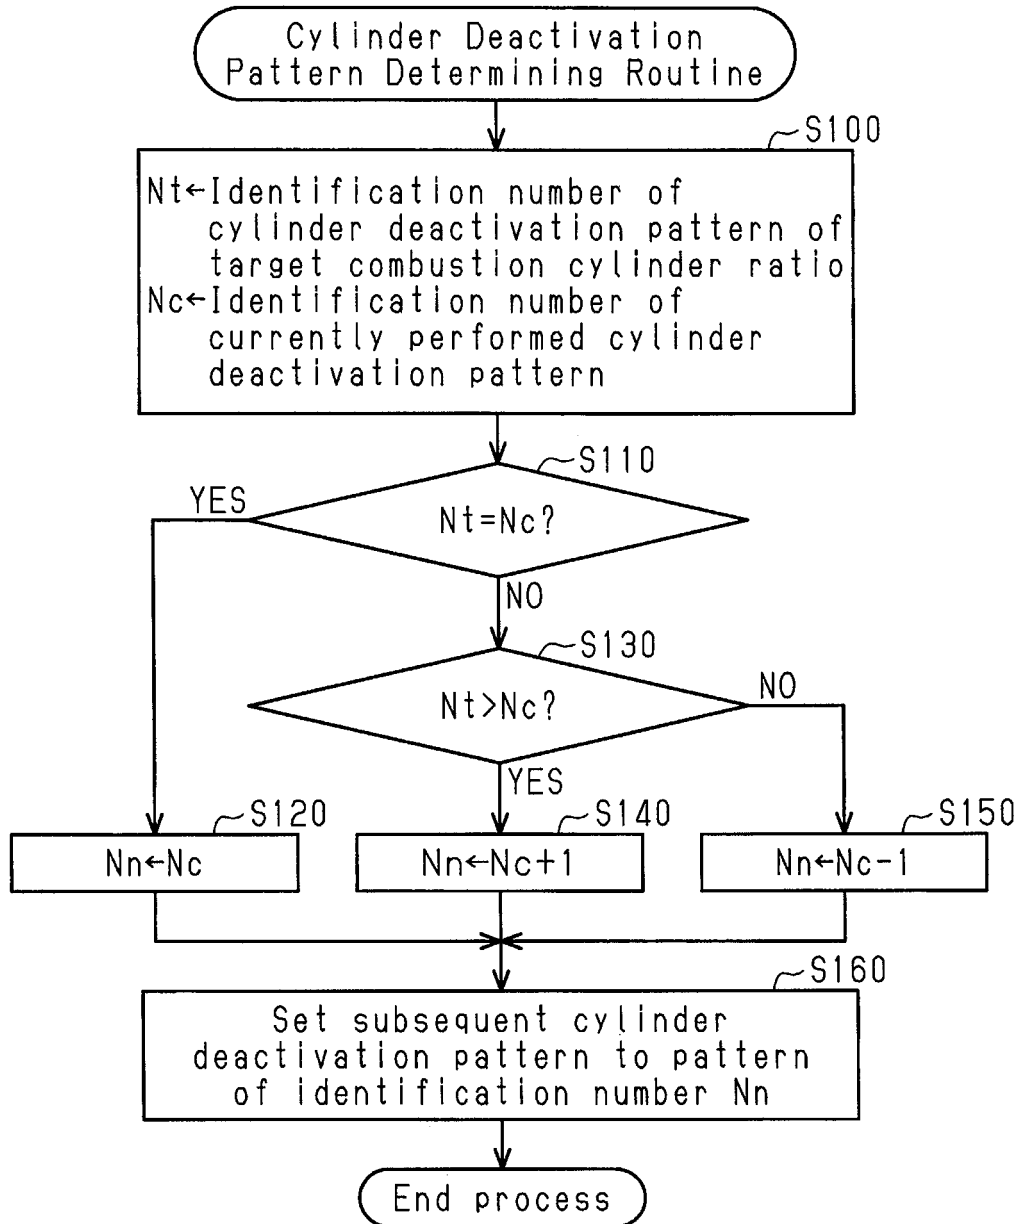 Cylinder Deactivation
Pattern Determining Routine
S100
Nt←Identification number of
cylinder deactivation pattern of
target combustion cylinder ratio
Nc←Identification number of
currently performed cylinder
deactivation pattern
S110
YES
Nt=Nc?
NO
S130
NO
Nt>Nc?
YES
S120
S140
S150
Nn←Nc
Nn←Nc+1
Nn←Nc-1
S160
Set subsequent cylinder
deactivation pattern to pattern
of identification number Nn
End process